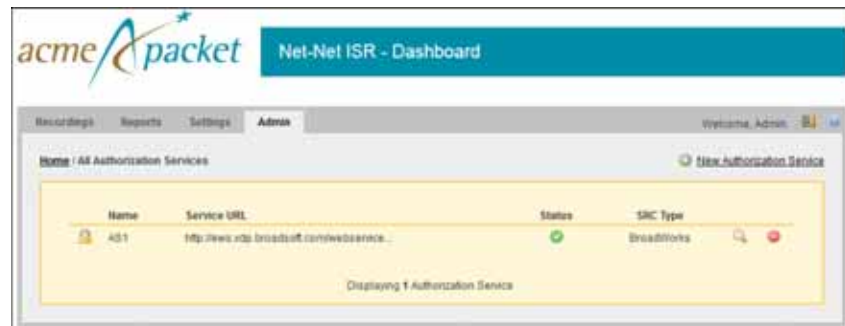 acme packet
Net-Net ISR - Dashboard
Recordings Reports Settings Admin Welcome, Admin
Home / All Authorization Services New Authorization Service
Name Service URL Status SRC Type
AS1 http://ews.xdp.broadsoft.com/webservice... BroadWorks
Displaying 1 Authorization Service